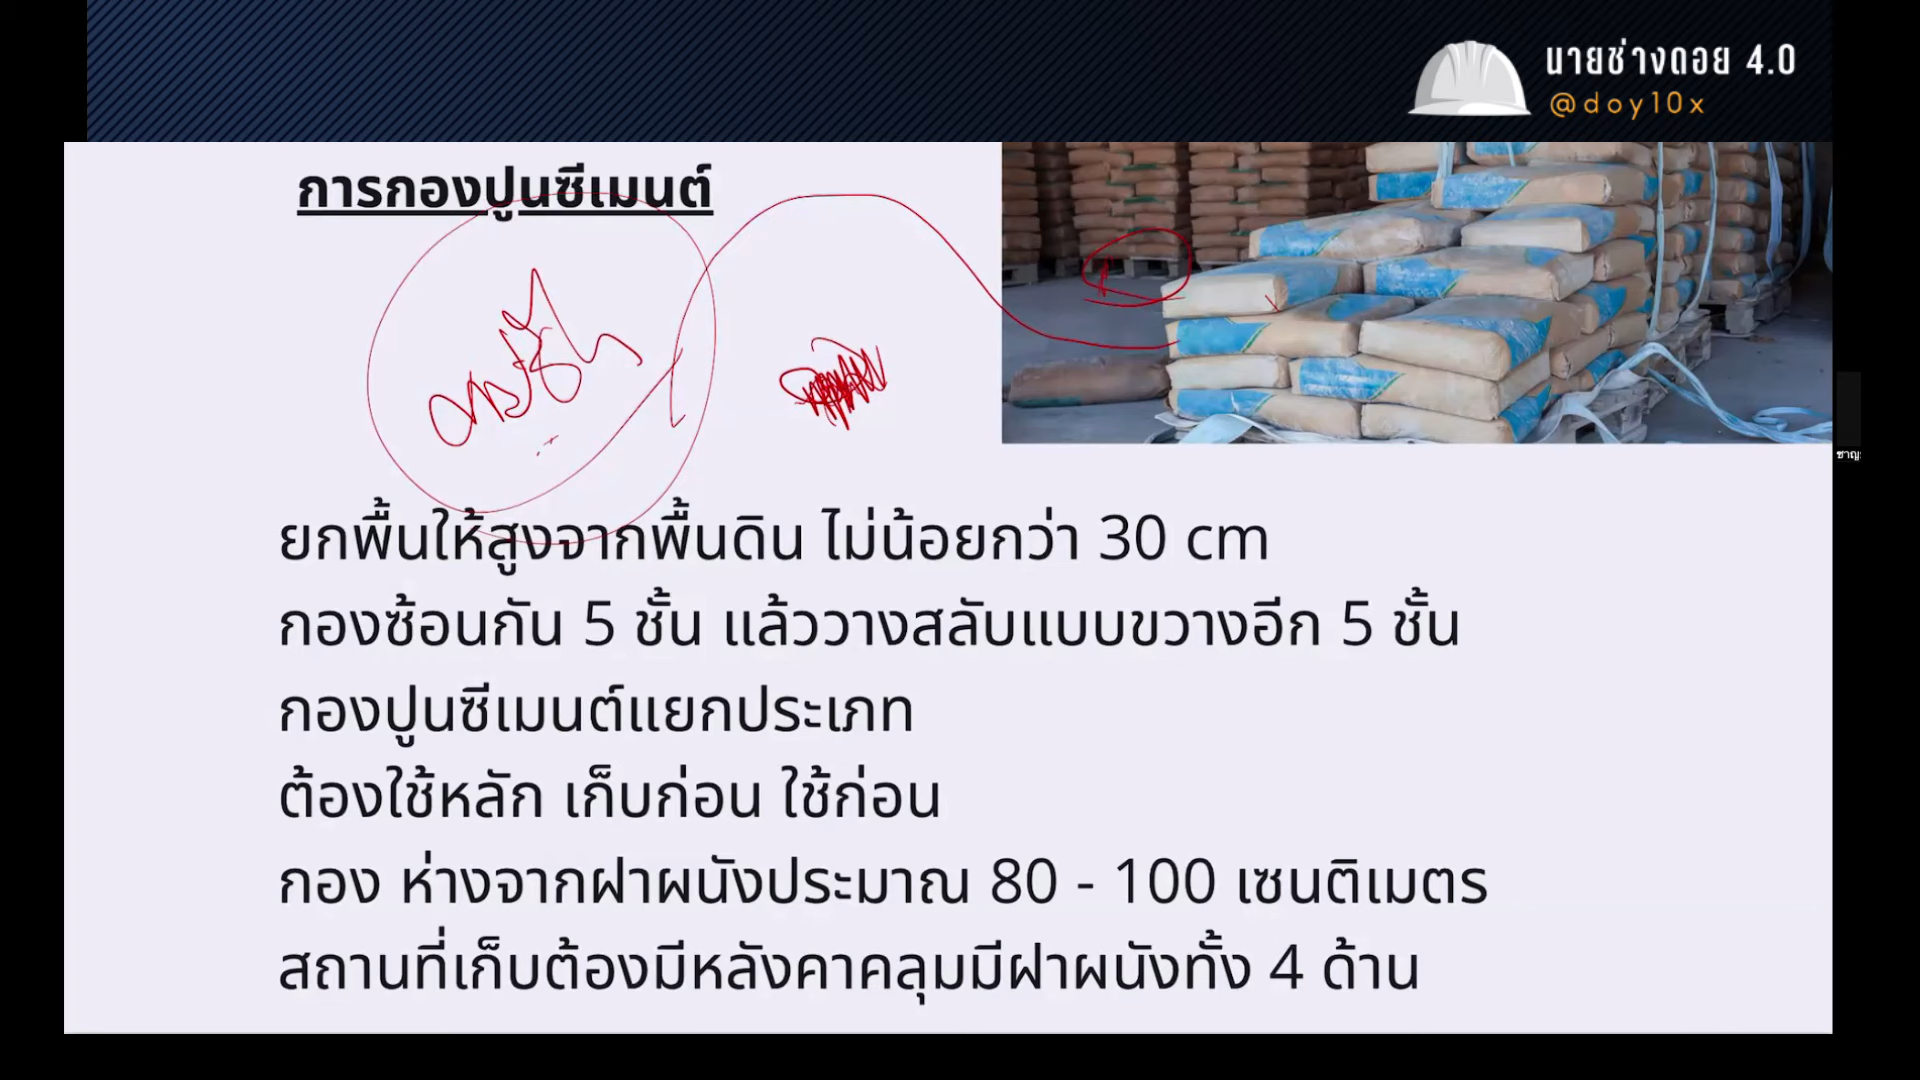 นายช่างดอย 4.0
@doy10x
การกองปูนซีเมนต์
ยกพื้นให้สูงจากพื้นดิน ไม่น้อยกว่า 30 cm
กองซ้อนกัน 5 ชั้น แล้ววางสลับแบบขวางอีก 5 ชั้น
กองปูนซีเมนต์แยกประเภท
ต้องใช้หลัก เก็บก่อน ใช้ก่อน
กอง ห่างจากฝาผนังประมาณ 80 - 100 เซนติเมตร
สถานที่เก็บต้องมีหลังคาคลุมมีฝาผนังทั้ง 4 ด้าน